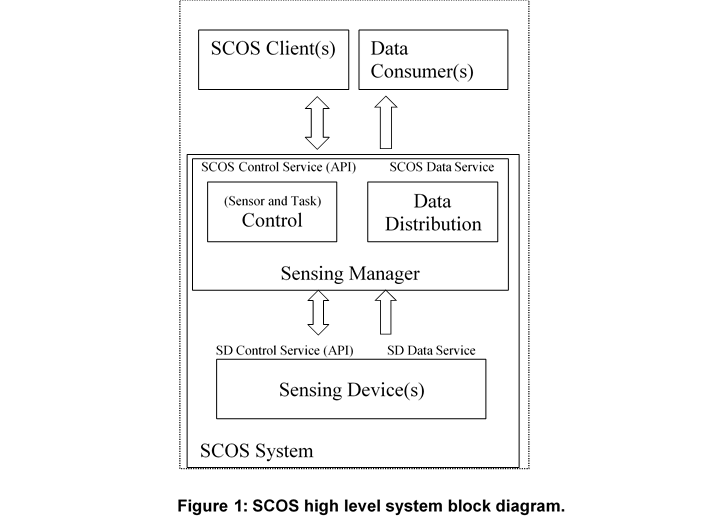 SCOS Client(s)
Data
Consumer(s)
SCOS Control Service (API)
SCOS Data Service
(Sensor and Task)
Control
Data
Distribution
Sensing Manager
SD Control Service (API)
SD Data Service
Sensing Device(s)
SCOS System
Figure 1: SCOS high level system block diagram.